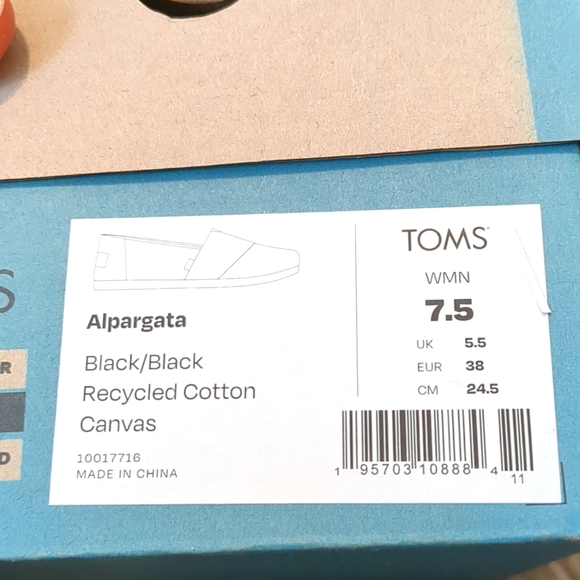 S
R
D
Alpargata
Black/Black
Recycled Cotton
Canvas
10017716
MADE IN CHINA
TOMS
WMN
7.5
UK 5.5
EUR 38
CM 24.5
1 95703 10888 4 11